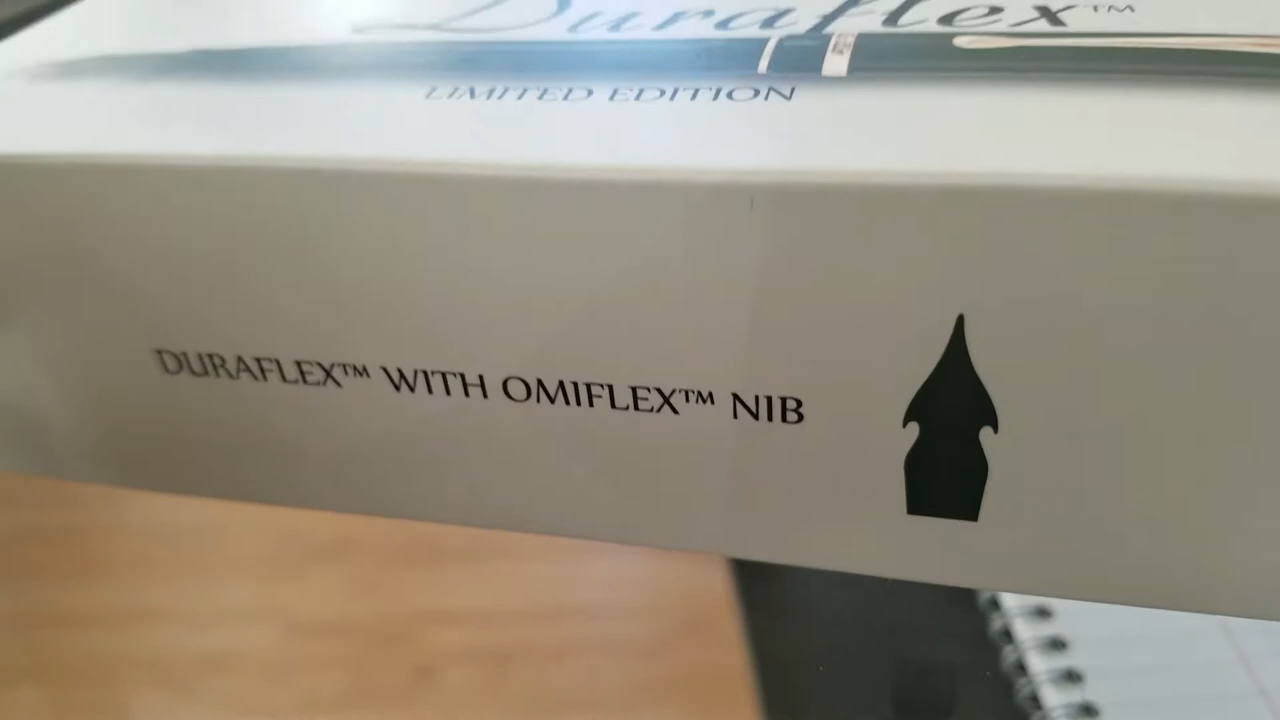 Duraflex™
LIMITED EDITION
DURAFLEX™ WITH OMIFLEX™ NIB